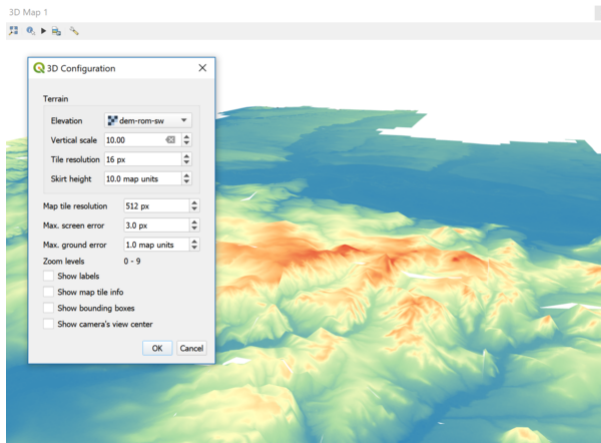 3D Map 1
3D Configuration
Terrain
Elevation dem-rom-sw
Vertical scale 10.00
Tile resolution 16 px
Skirt height 10.0 map units
Map tile resolution 512 px
Max. screen error 3.0 px
Max. ground error 1.0 map units
Zoom levels 0 - 9
Show labels
Show map tile info
Show bounding boxes
Show camera's view center
OK Cancel